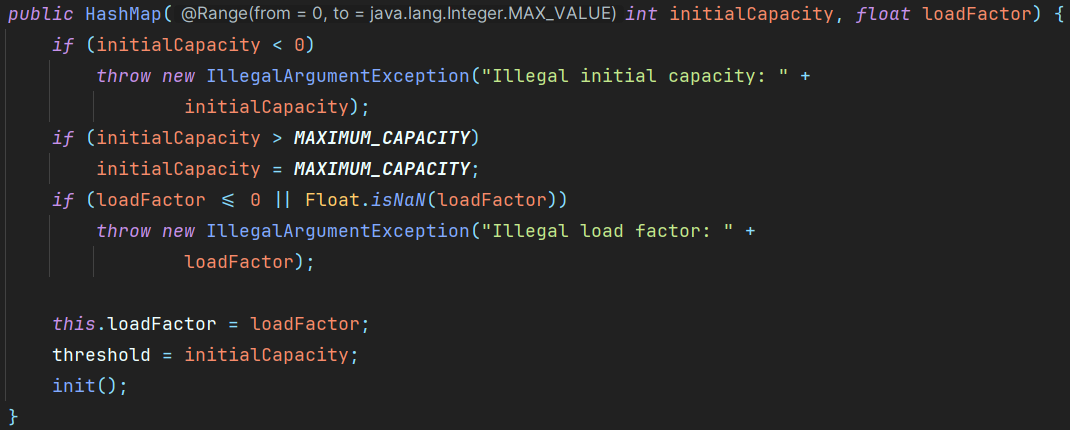 public HashMap( @Range(from = 0, to = java.lang.Integer.MAX_VALUE) int initialCapacity, float loadFactor) {
    if (initialCapacity < 0)
        throw new IllegalArgumentException("Illegal initial capacity: " +
                initialCapacity);
    if (initialCapacity > MAXIMUM_CAPACITY)
        initialCapacity = MAXIMUM_CAPACITY;
    if (loadFactor ≤ 0 || Float.isNaN(loadFactor))
        throw new IllegalArgumentException("Illegal load factor: " +
                loadFactor);

    this.loadFactor = loadFactor;
    threshold = initialCapacity;
    init();
}